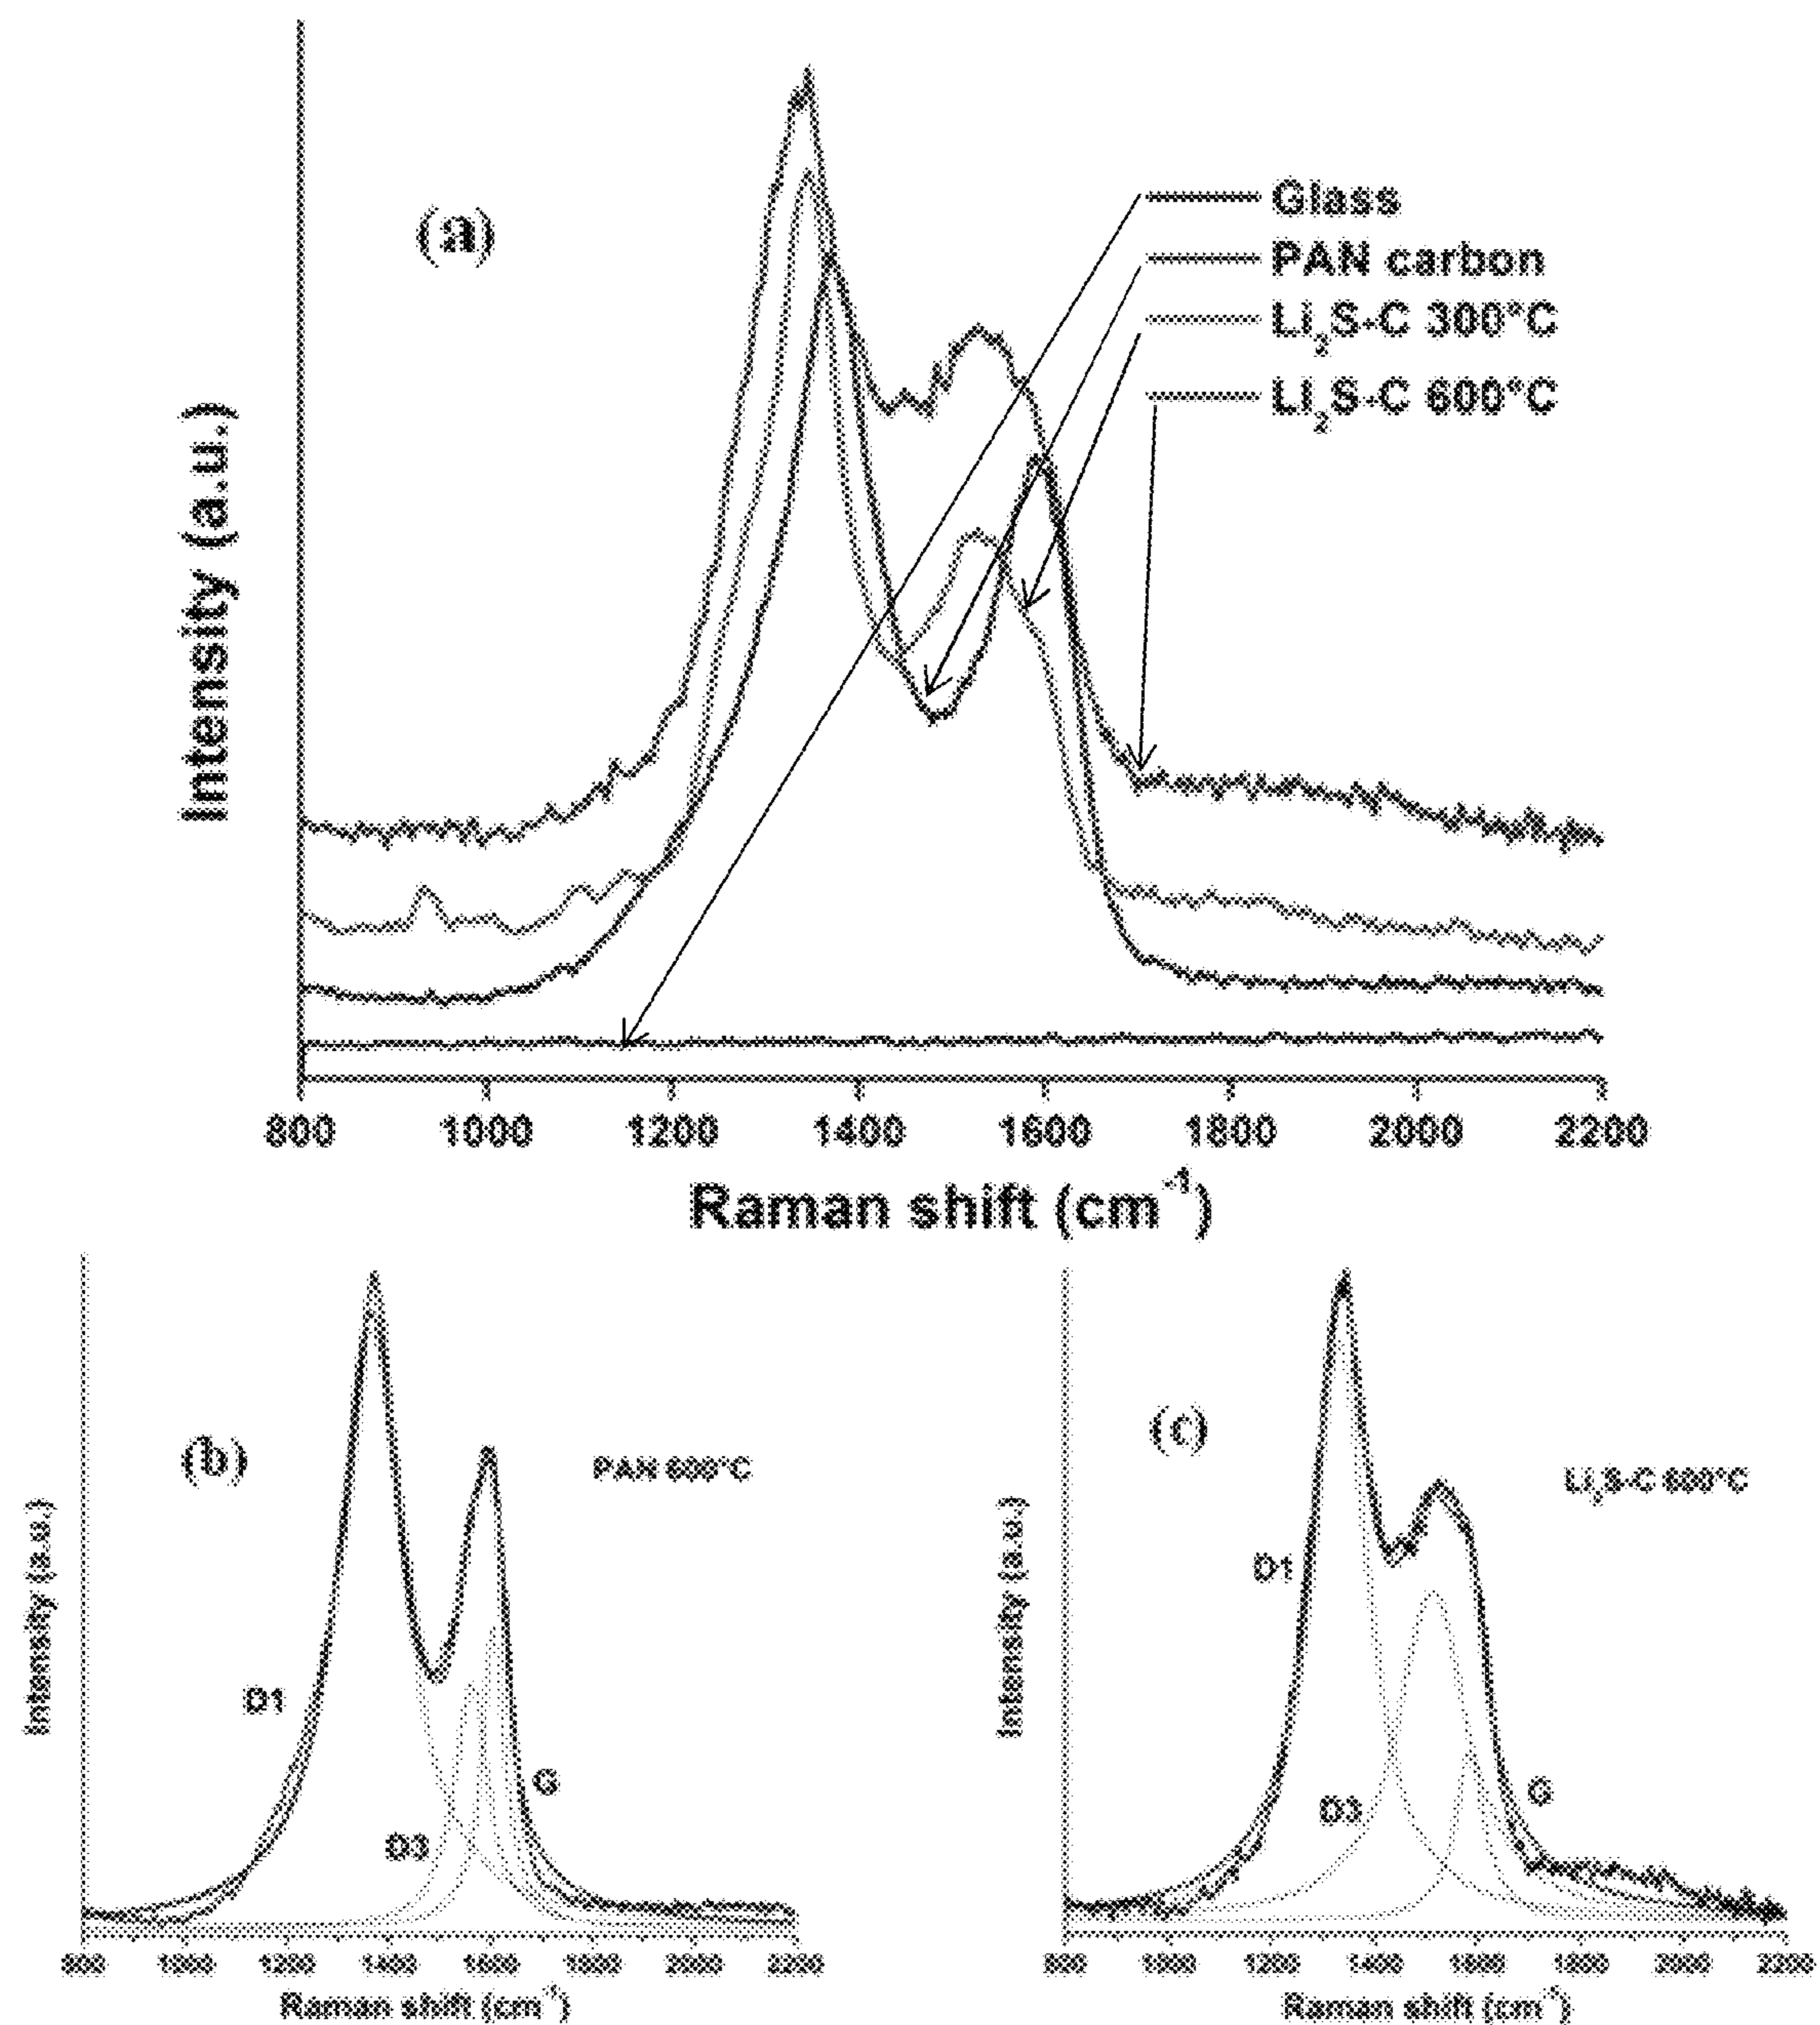 (a)
Glass
PAN carbon
Li₂S-C 300°C
Li₂S-C 600°C
Intensity (a.u.)
800 1000 1200 1400 1600 1800 2000 2200
Raman shift (cm⁻¹)
(b)
PAN 600°C
D1
D3
G
Intensity (a.u.)
800 1000 1200 1400 1600 1800 2000 2200
Raman shift (cm⁻¹)
(c)
Li₂S-C 600°C
D1
D3
G
Intensity (a.u.)
800 1000 1200 1400 1600 1800 2000 2200
Raman shift (cm⁻¹)